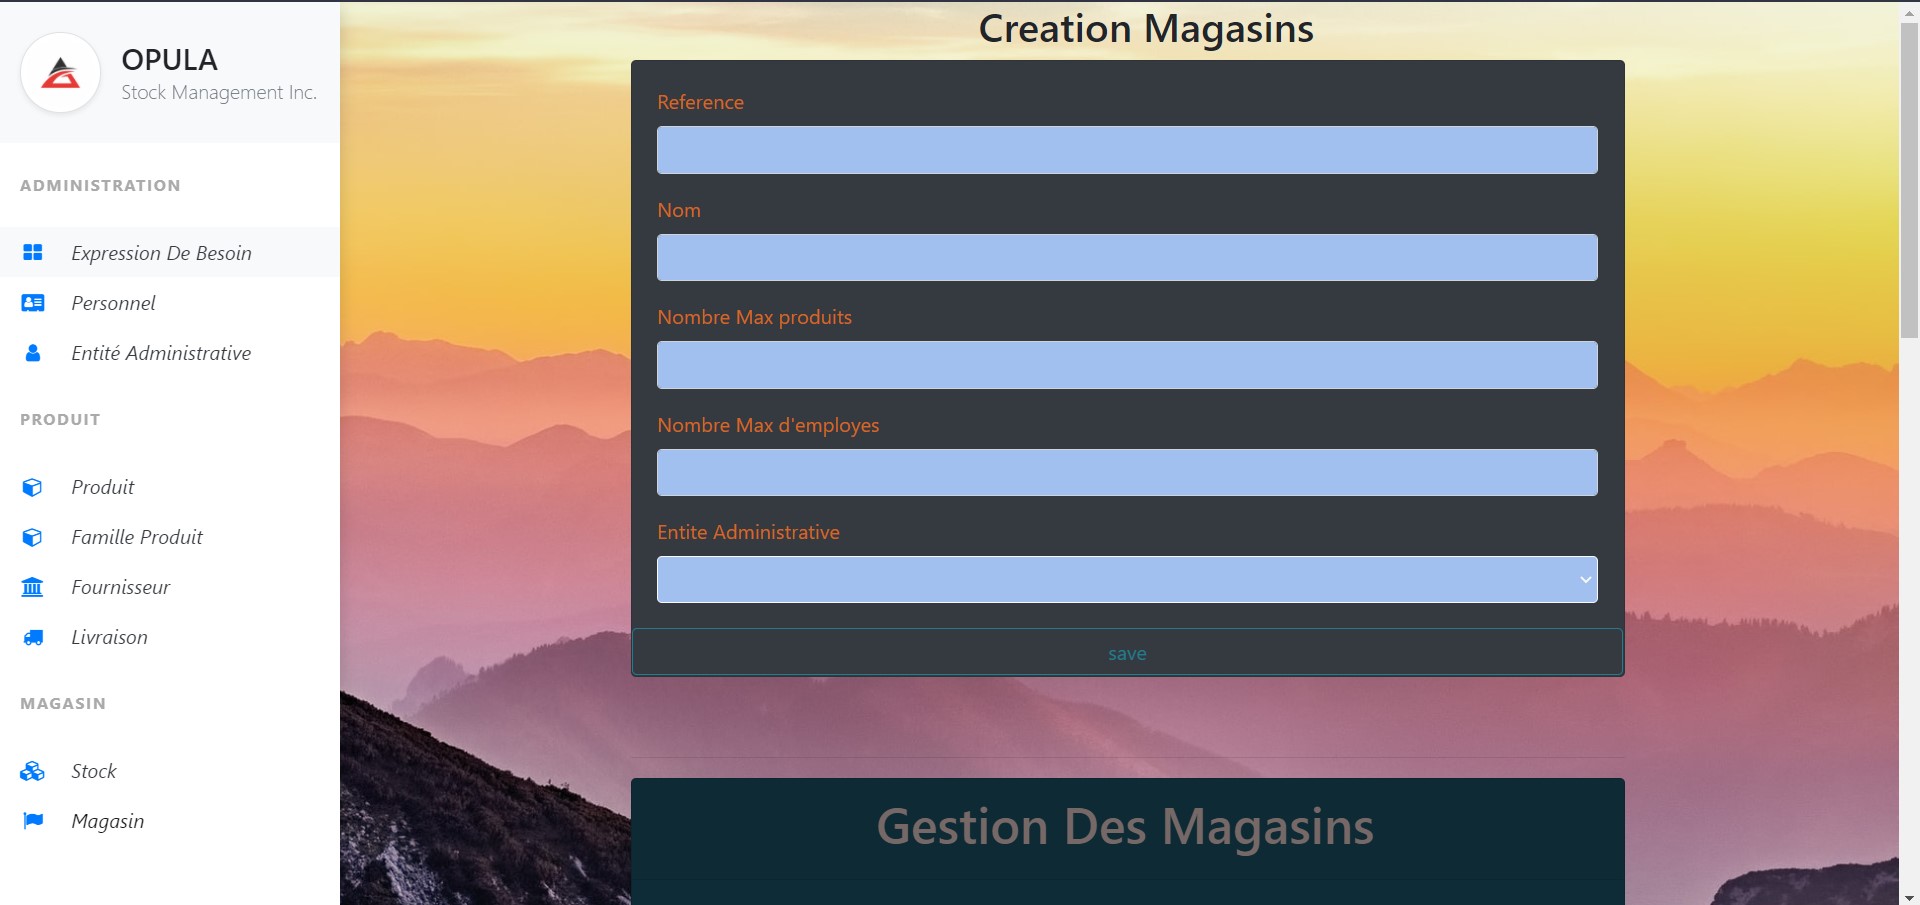 OPULA
Stock Management Inc.
ADMINISTRATION
Expression De Besoin
Personnel
Entité Administrative
PRODUIT
Produit
Famille Produit
Fournisseur
Livraison
MAGASIN
Stock
Magasin
Creation Magasins
Reference
Nom
Nombre Max produits
Nombre Max d'employes
Entite Administrative
save
Gestion Des Magasins